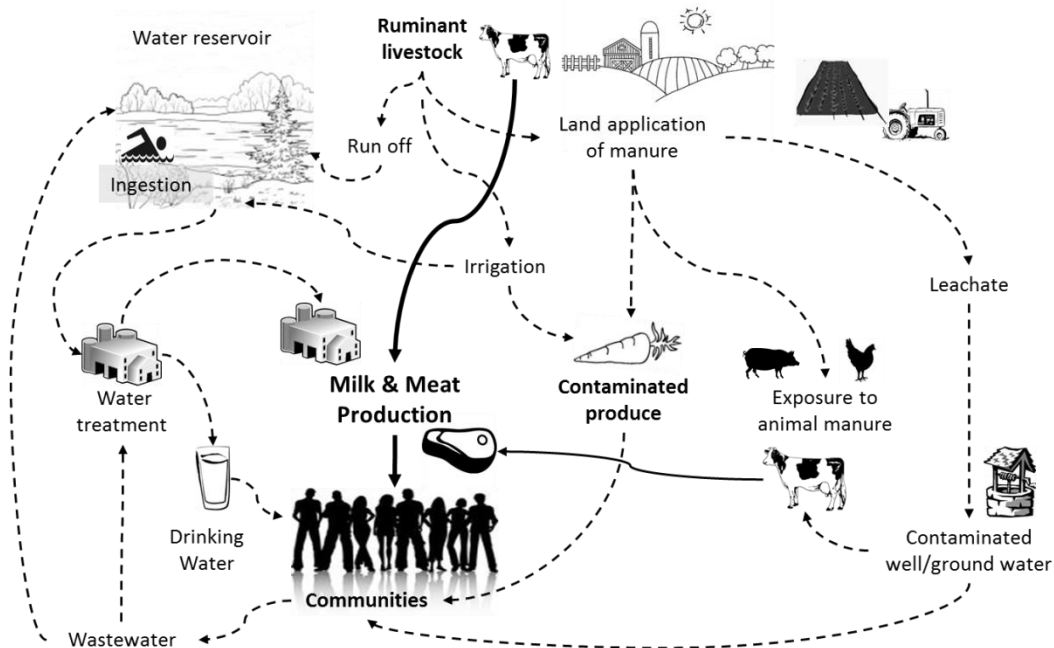 Water reservoir
Ruminant
livestock
Run off
Land application
of manure
Ingestion
Irrigation
Leachate
Milk & Meat
Production
Contaminated
produce
Exposure to
animal manure
Water
treatment
Drinking
Water
Contaminated
well/ground water
Communities
Wastewater